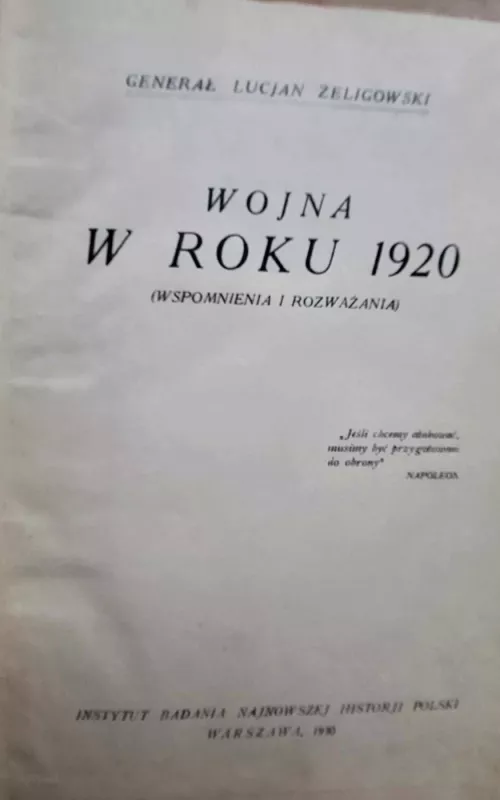 GENERAŁ LUCJAN ŻELIGOWSKI
WOJNA
W ROKU 1920
(WSPOMNIENIA I ROZWAŻANIA)
„Jeśli chcemy atakować,
musimy być przygotowani
do obrony"
NAPOLEON
INSTYTUT BADANIA NAJNOWSZEJ HISTORJI POLSKI
WARSZAWA, 1930